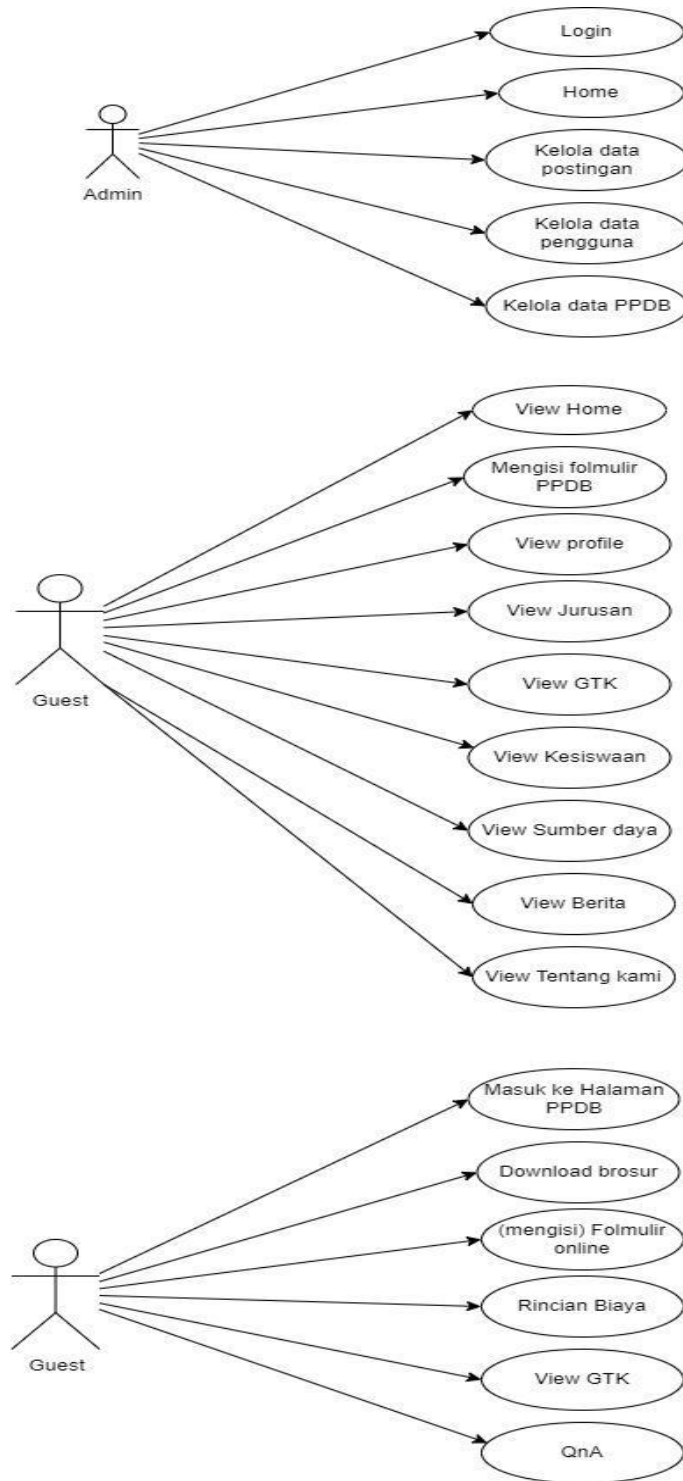 Login
Home
Kelola data
postingan
Admin
Kelola data
pengguna
Kelola data PPDB
View Home
Mengisi folmulir
PPDB
View profile
View Jurusan
Guest
View GTK
View Kesiswaan
View Sumber daya
View Berita
View Tentang kami
Masuk ke Halaman
PPDB
Download brosur
(mengisi) Folmulir
online
Rincian Biaya
Guest
View GTK
QnA